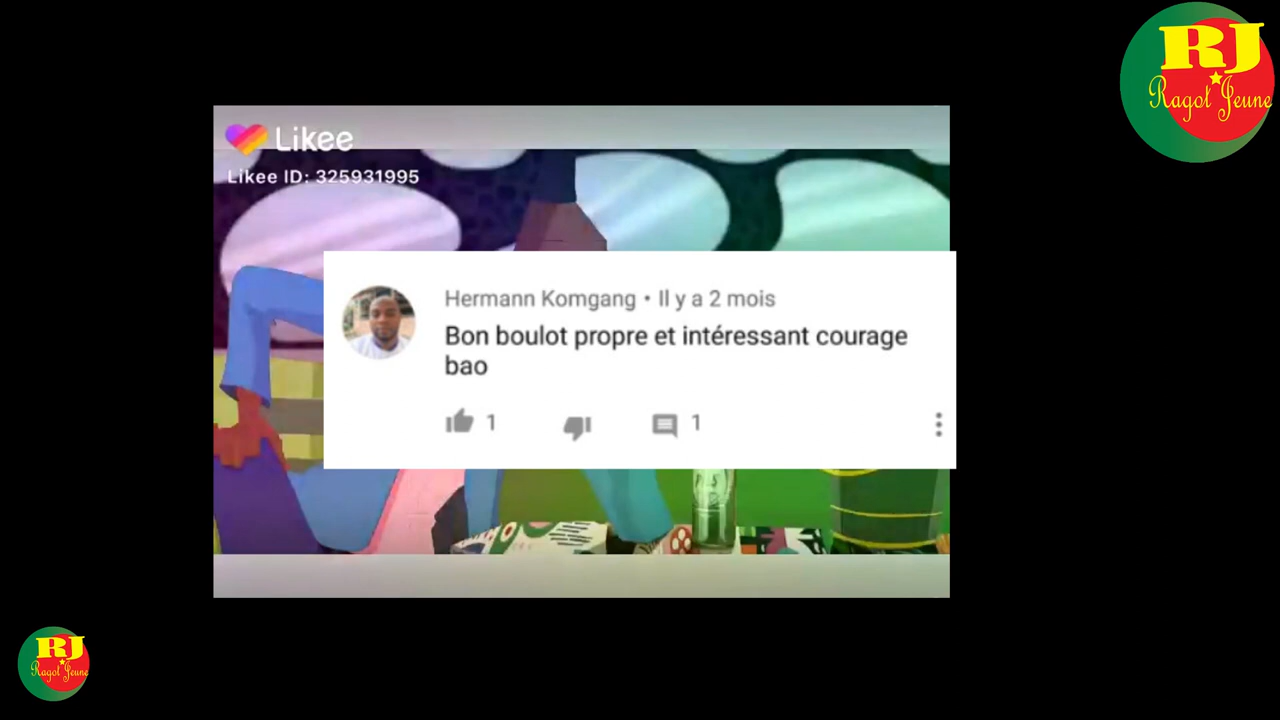 RJ
Ragot Jeune
Likee
Likee ID: 325931995
Hermann Komgang • Il y a 2 mois
Bon boulot propre et intéressant courage
bao
1
1
RJ
Ragot Jeune